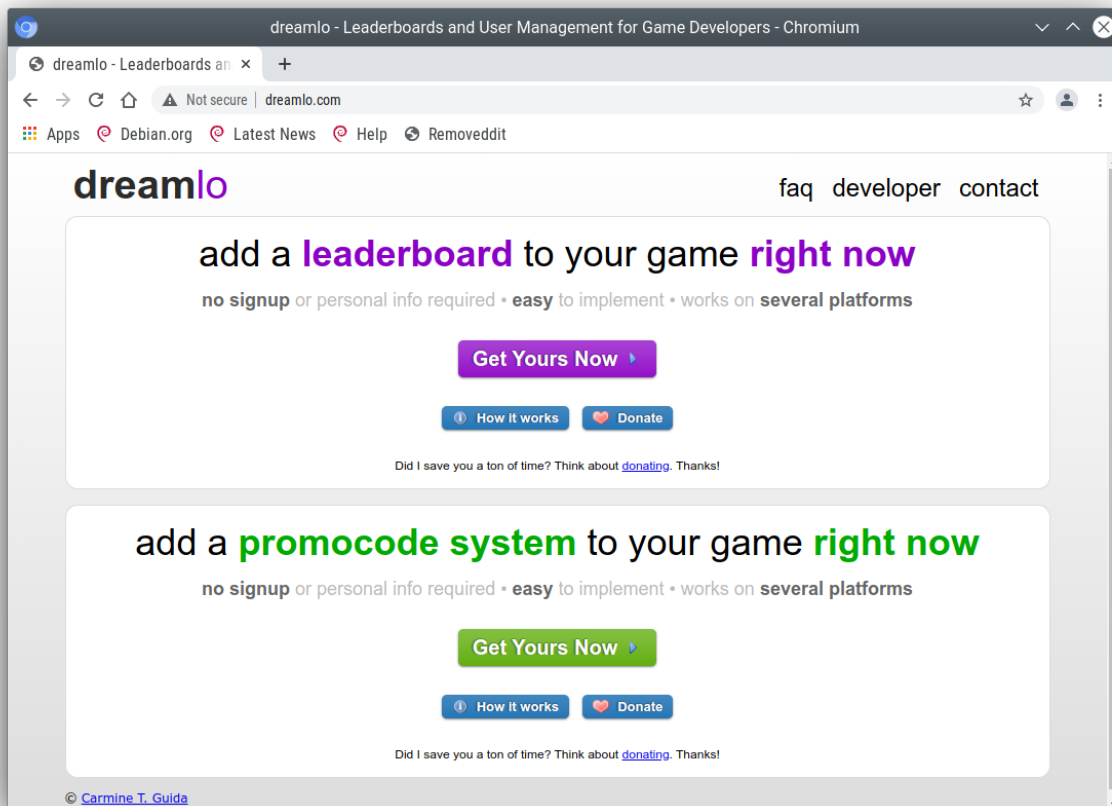 dreamlo - Leaderboards and User Management for Game Developers - Chromium
dreamlo - Leaderboards an
Not secure | dreamlo.com
Apps Debian.org Latest News Help Removeddit
dreamlo faq developer contact
add a leaderboard to your game right now
no signup or personal info required • easy to implement • works on several platforms
Get Yours Now
How it works Donate
Did I save you a ton of time? Think about donating. Thanks!
add a promocode system to your game right now
no signup or personal info required • easy to implement • works on several platforms
Get Yours Now
How it works Donate
Did I save you a ton of time? Think about donating. Thanks!
© Carmine T. Guida